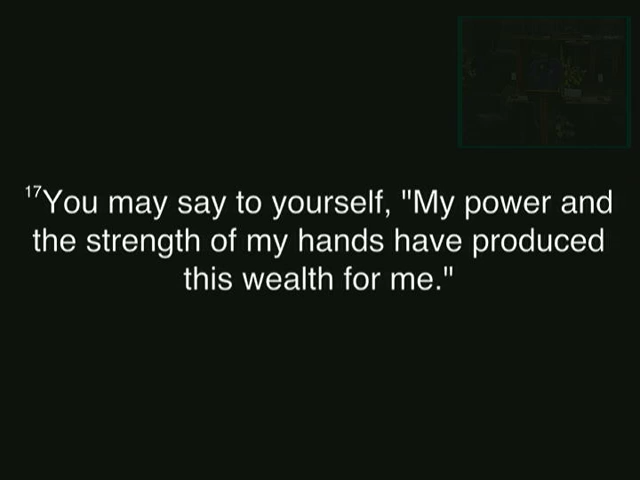 ¹⁷You may say to yourself, "My power and
the strength of my hands have produced
this wealth for me."